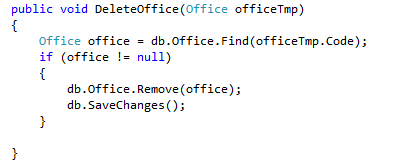 public void DeleteOffice(Office officeTmp)
{
    Office office = db.Office.Find(officeTmp.Code);
    if (office != null)
    {
        db.Office.Remove(office);
        db.SaveChanges();
    }
}